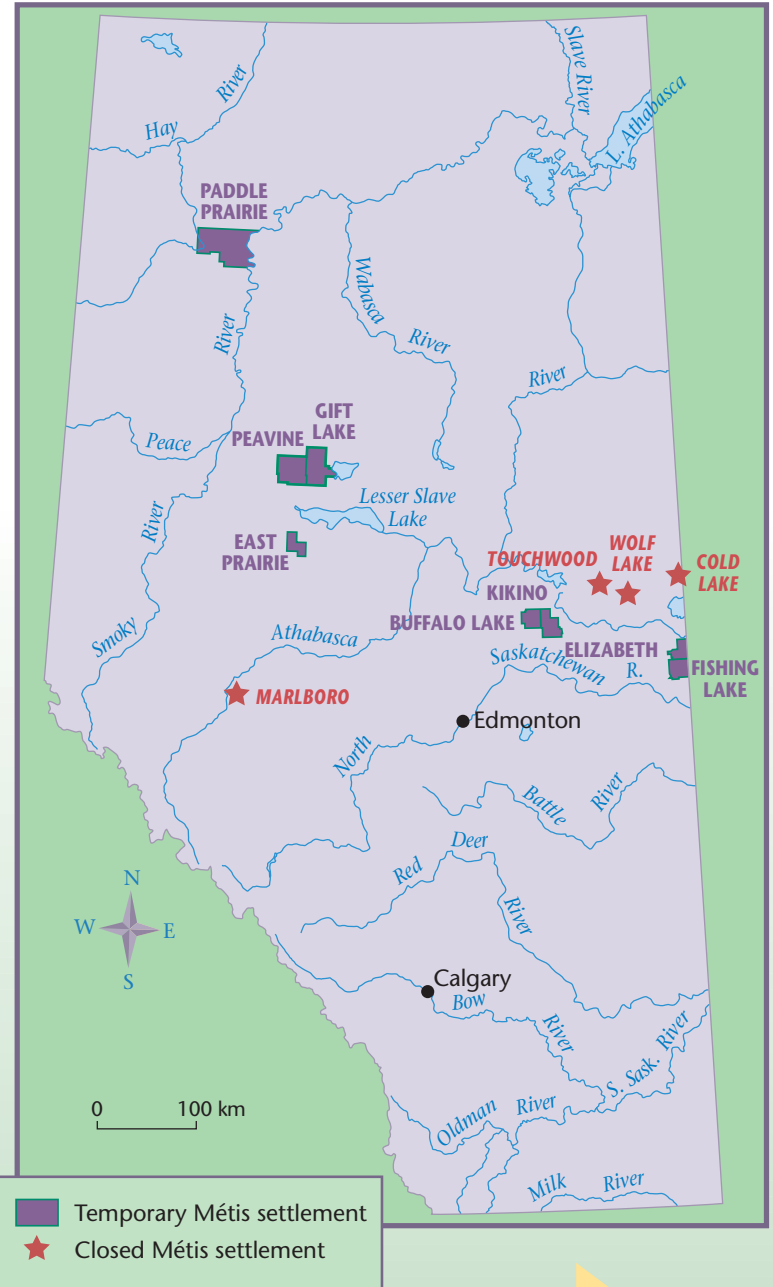 Slave River
L. Athabasca
River
Hay
PADDLE
PRAIRIE
Wabasca
River
River
River
GIFT
LAKE
PEAVINE
Peace
Lesser Slave
Lake
River
EAST
PRAIRIE
WOLF
LAKE
TOUCHWOOD
COLD
LAKE
KIKINO
BUFFALO LAKE
Athabasca
Smoky
ELIZABETH
Saskatchewan
R.
FISHING
LAKE
MARLBORO
Edmonton
North
Battle
River
Deer
Red
River
N
W
E
S
Calgary
Bow
River
S. Sask. River
Oldman
River
Milk
River
0
100 km
Temporary Métis settlement
Closed Métis settlement